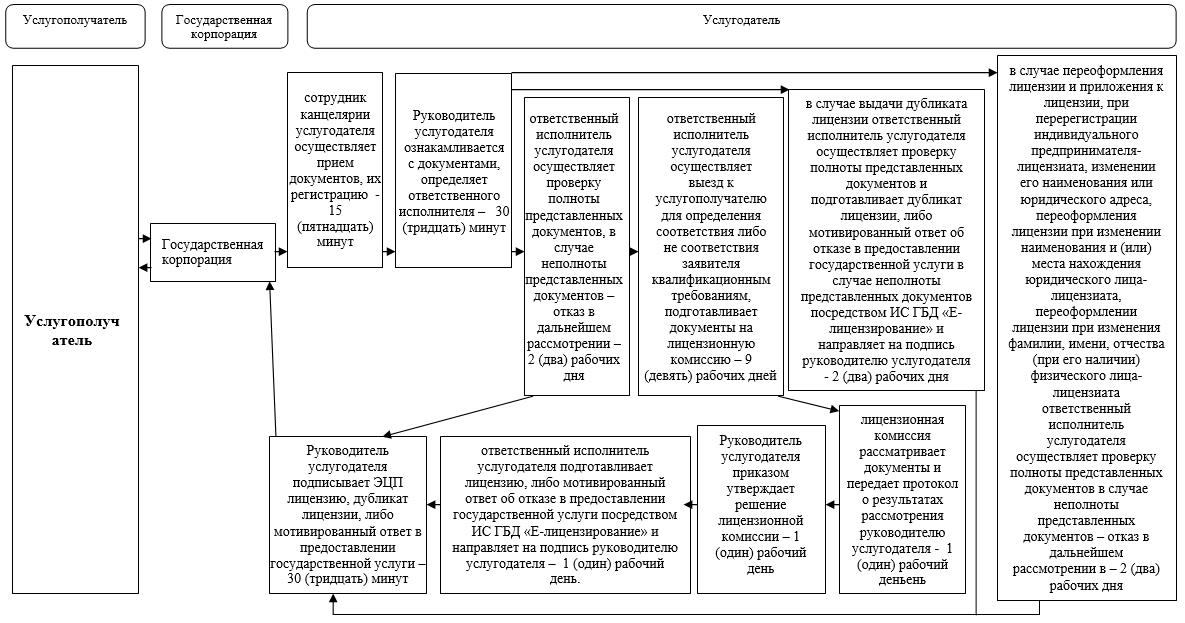 Услугополучатель
Государственная
корпорация
Услугодатель
Услугополуч
атель
Государственная
корпорация
сотрудник
канцелярии
услугодателя
осуществляет
прием
документов, их
регистрацию -
15
(пятнадцать)
минут
Руководитель
услугодателя
ознакамливается
с документами,
определяет
ответственного
исполнителя – 30
(тридцать) минут
ответственный
исполнитель
услугодателя
осуществляет
проверку
полноты
представленных
документов, в
случае
неполноты
представленных
документов –
отказ в
дальнейшем
рассмотрении –
2 (два) рабочих
дня
ответственный
исполнитель
услугодателя
осуществляет
выезд к
услугополучателю
для определения
соответствия либо
не соответствия
заявителя
квалификационным
требованиям,
подготавливает
документы на
лицензионную
комиссию – 9
(девять) рабочих дней
в случае выдачи дубликата
лицензии ответственный
исполнитель услугодателя
осуществляет проверку
полноты представленных
документов и
подготавливает дубликат
лицензии, либо
мотивированный ответ об
отказе в предоставлении
государственной услуги в
случае неполноты
представленных документов
посредством ИС ГБД «Е-
лицензирование» и
направляет на подпись
руководителю услугодателя
- 2 (два) рабочих дня
в случае переоформления
лицензии и приложения к
лицензии, при
перерегистрации
индивидуального
предпринимателя-
лицензиата, изменении
его наименования или
юридического адреса,
переоформления
лицензии при изменении
наименования и (или)
места нахождения
юридического лица-
лицензиата,
переоформлении
лицензии при изменения
фамилии, имени, отчества
(при его наличии)
физического лица-
лицензиата
ответственный
исполнитель
услугодателя
осуществляет проверку
полноты представленных
документов в случае
неполноты
представленных
документов – отказ в
дальнейшем
рассмотрении в – 2 (два)
рабочих дня
Руководитель
услугодателя
подписывает ЭЦП
лицензию, дубликат
лицензии, либо
мотивированный ответ в
предоставлении
государственной услуги –
30 (тридцать) минут
ответственный исполнитель
услугодателя подготавливает
лицензию, либо мотивированный
ответ об отказе в предоставлении
государственной услуги посредством
ИС ГБД «Е-лицензирование» и
направляет на подпись руководителю
услугодателя – 1 (один) рабочий
день.
Руководитель
услугодателя
приказом
утверждает
решение
лицензионной
комиссии – 1
(один) рабочий
день
лицензионная
комиссия
рассматривает
документы и
передает протокол
о результатах
рассмотрения
руководителю
услугодателя - 1
(один) рабочий
деньень